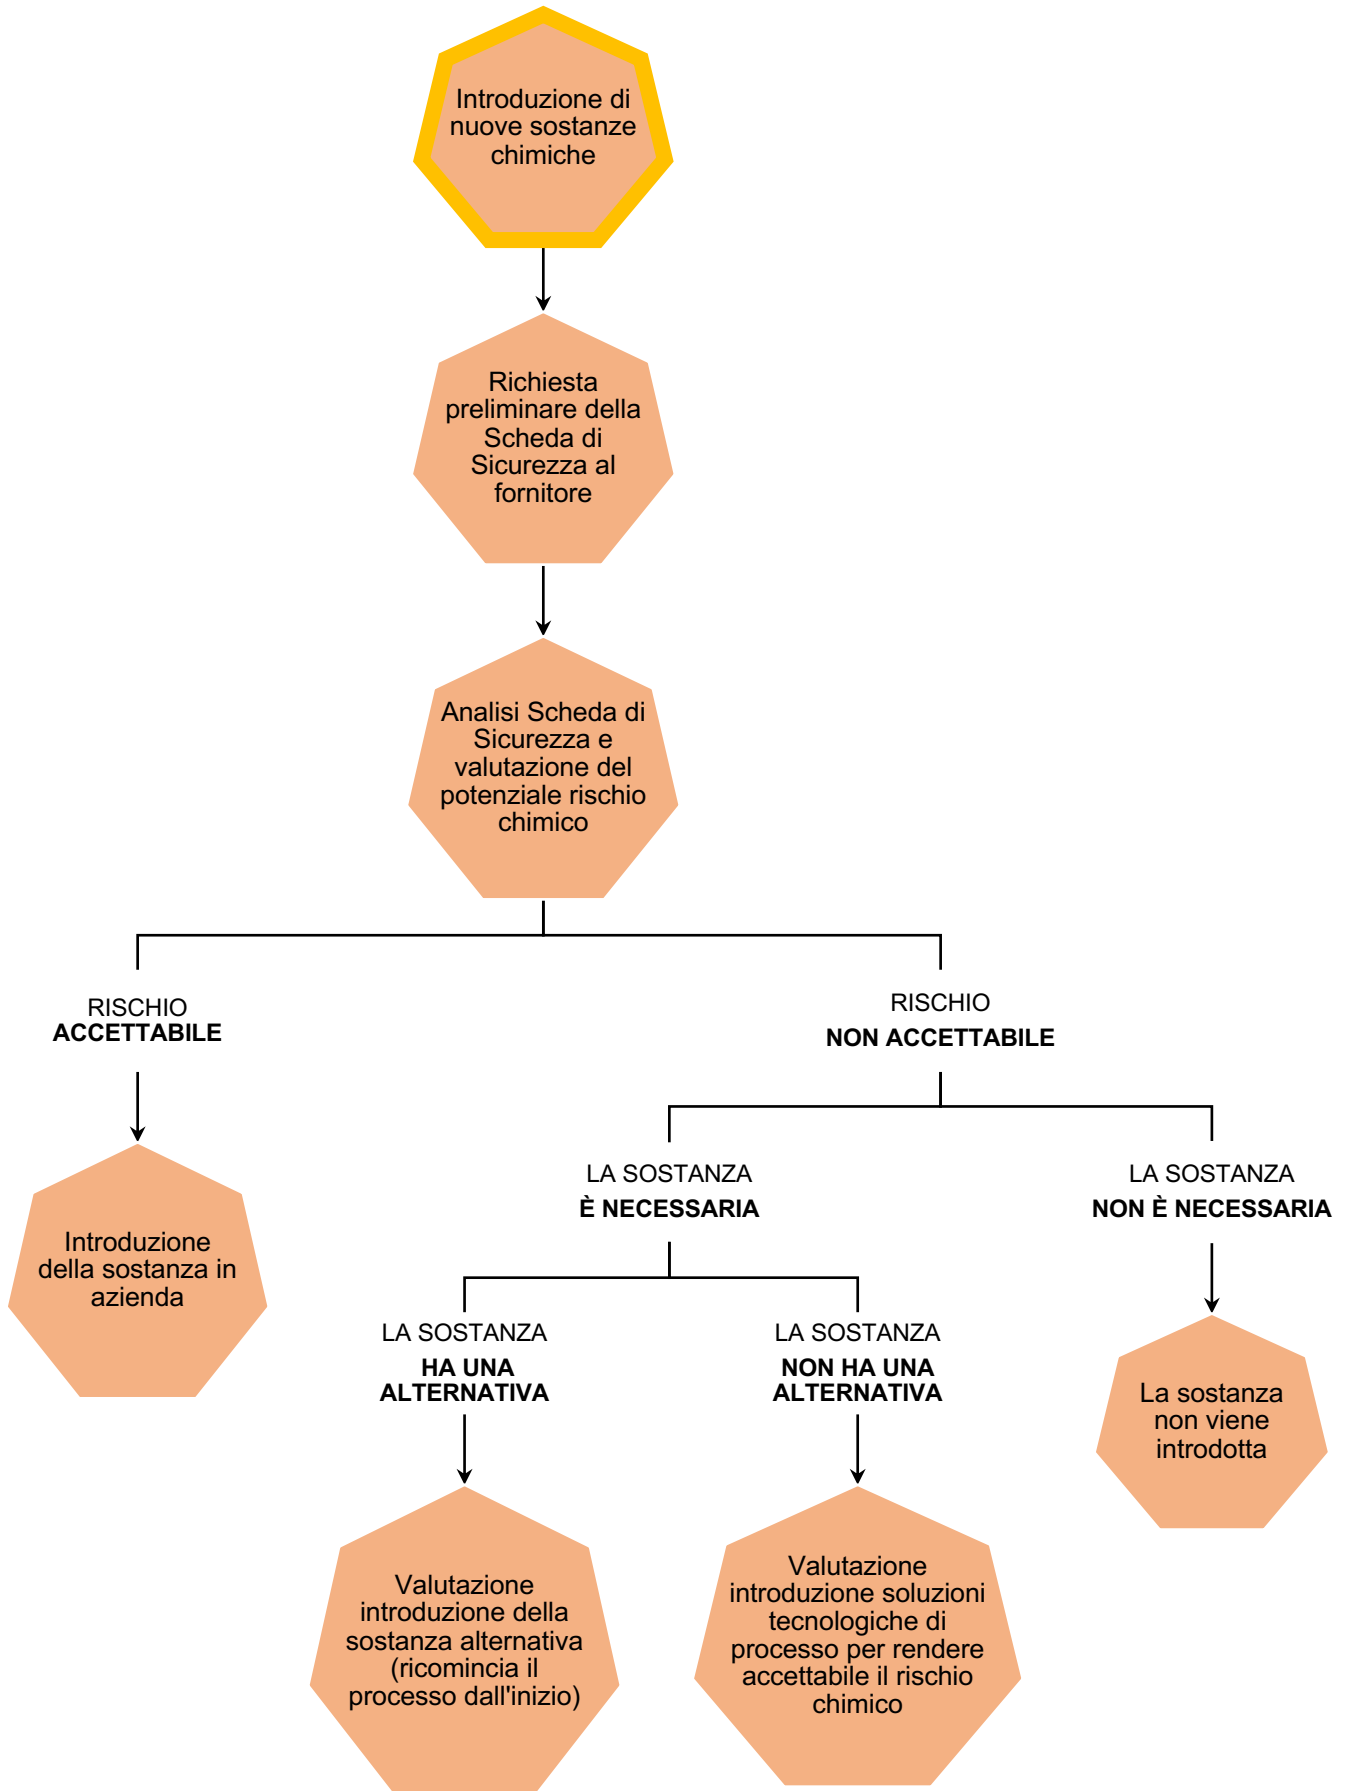 Introduzione di
nuove sostanze
chimiche
Richiesta
preliminare della
Scheda di
Sicurezza al
fornitore
Analisi Scheda di
Sicurezza e
valutazione del
potenziale rischio
chimico
RISCHIO
ACCETTABILE
RISCHIO
NON ACCETTABILE
Introduzione
della sostanza in
azienda
LA SOSTANZA
È NECESSARIA
LA SOSTANZA
NON È NECESSARIA
LA SOSTANZA
HA UNA
ALTERNATIVA
LA SOSTANZA
NON HA UNA
ALTERNATIVA
La sostanza
non viene
introdotta
Valutazione
introduzione della
sostanza alternativa
(ricomincia il
processo dall'inizio)
Valutazione
introduzione soluzioni
tecnologiche di
processo per rendere
accettabile il rischio
chimico